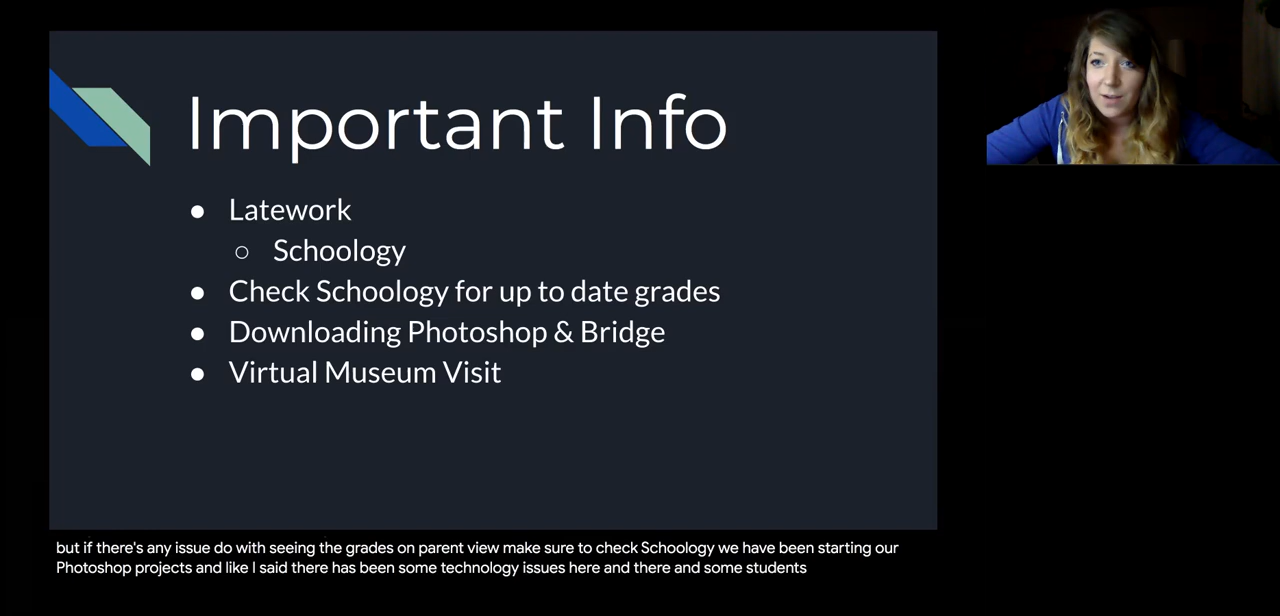 Important Info
● Latework
○ Schoology
● Check Schoology for up to date grades
● Downloading Photoshop & Bridge
● Virtual Museum Visit
but if there's any issue do with seeing the grades on parent view make sure to check Schoology we have been starting our
Photoshop projects and like I said there has been some technology issues here and there and some students